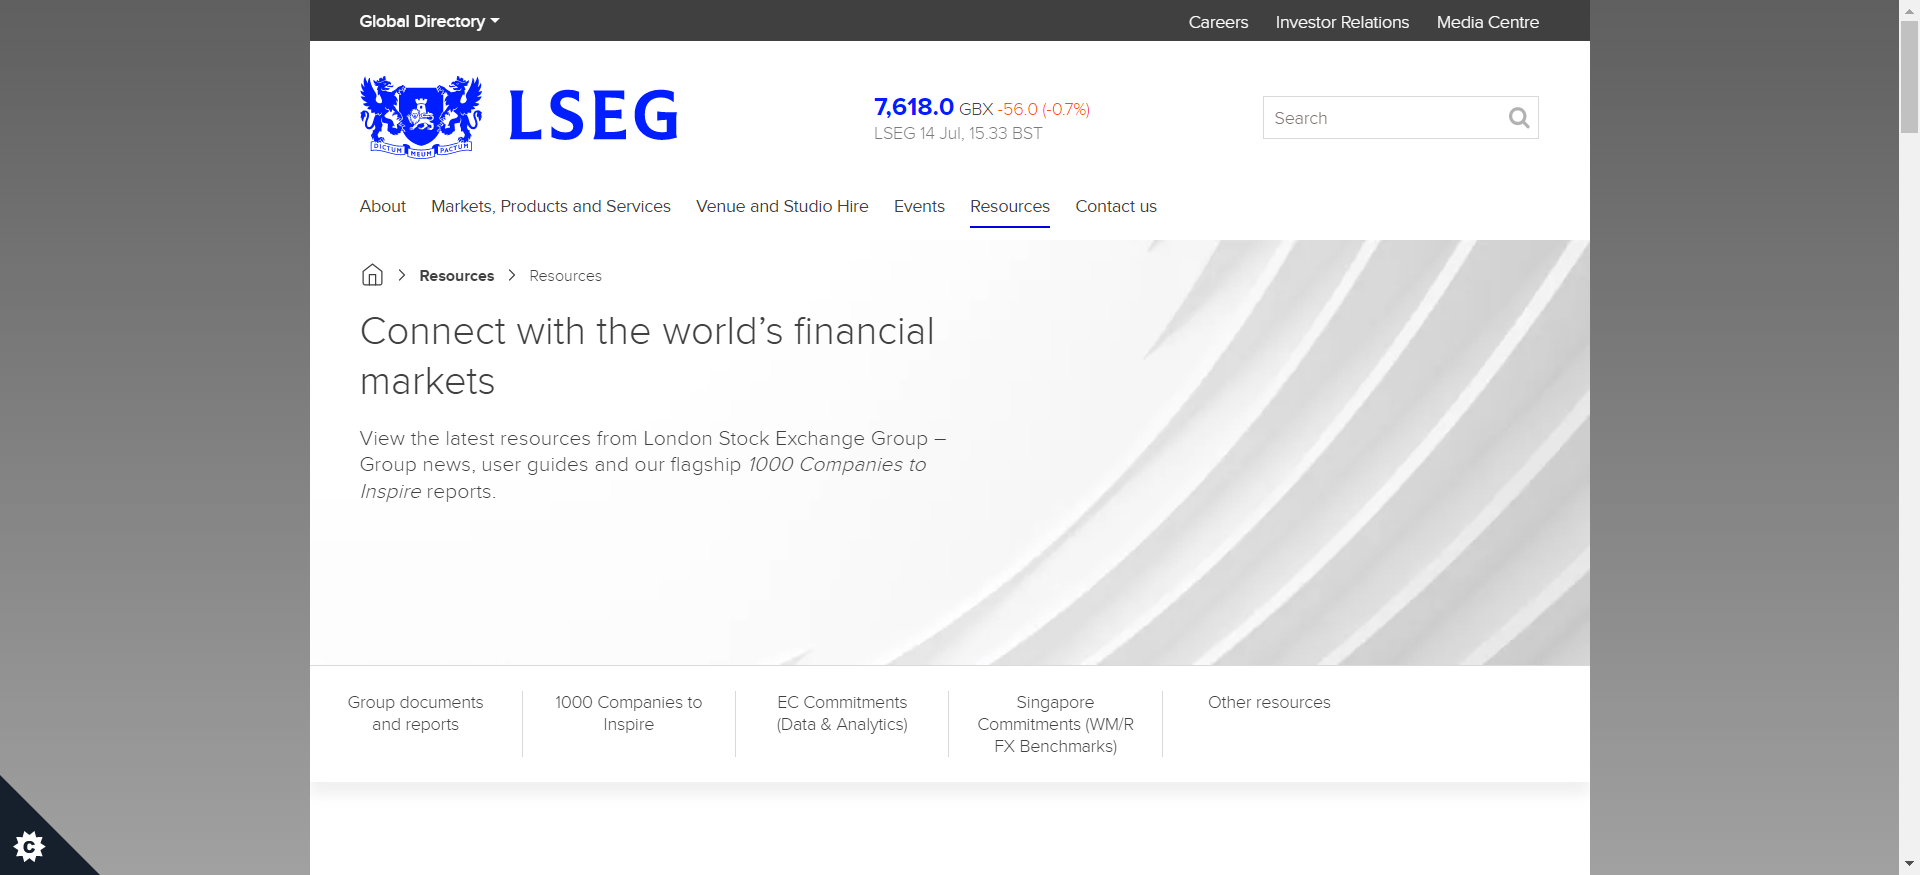 Global Directory
Careers
Investor Relations
Media Centre
DICTUM MEUM PACTUM
LSEG
7,618.0 GBX -56.0 (-0.7%)
LSEG 14 Jul, 15.33 BST
Search
About
Markets, Products and Services
Venue and Studio Hire
Events
Resources
Contact us
Resources
Resources
Connect with the world’s financial
markets
View the latest resources from London Stock Exchange Group –
Group news, user guides and our flagship 1000 Companies to
Inspire reports.
Group documents
and reports
1000 Companies to
Inspire
EC Commitments
(Data & Analytics)
Singapore
Commitments (WM/R
FX Benchmarks)
Other resources
C